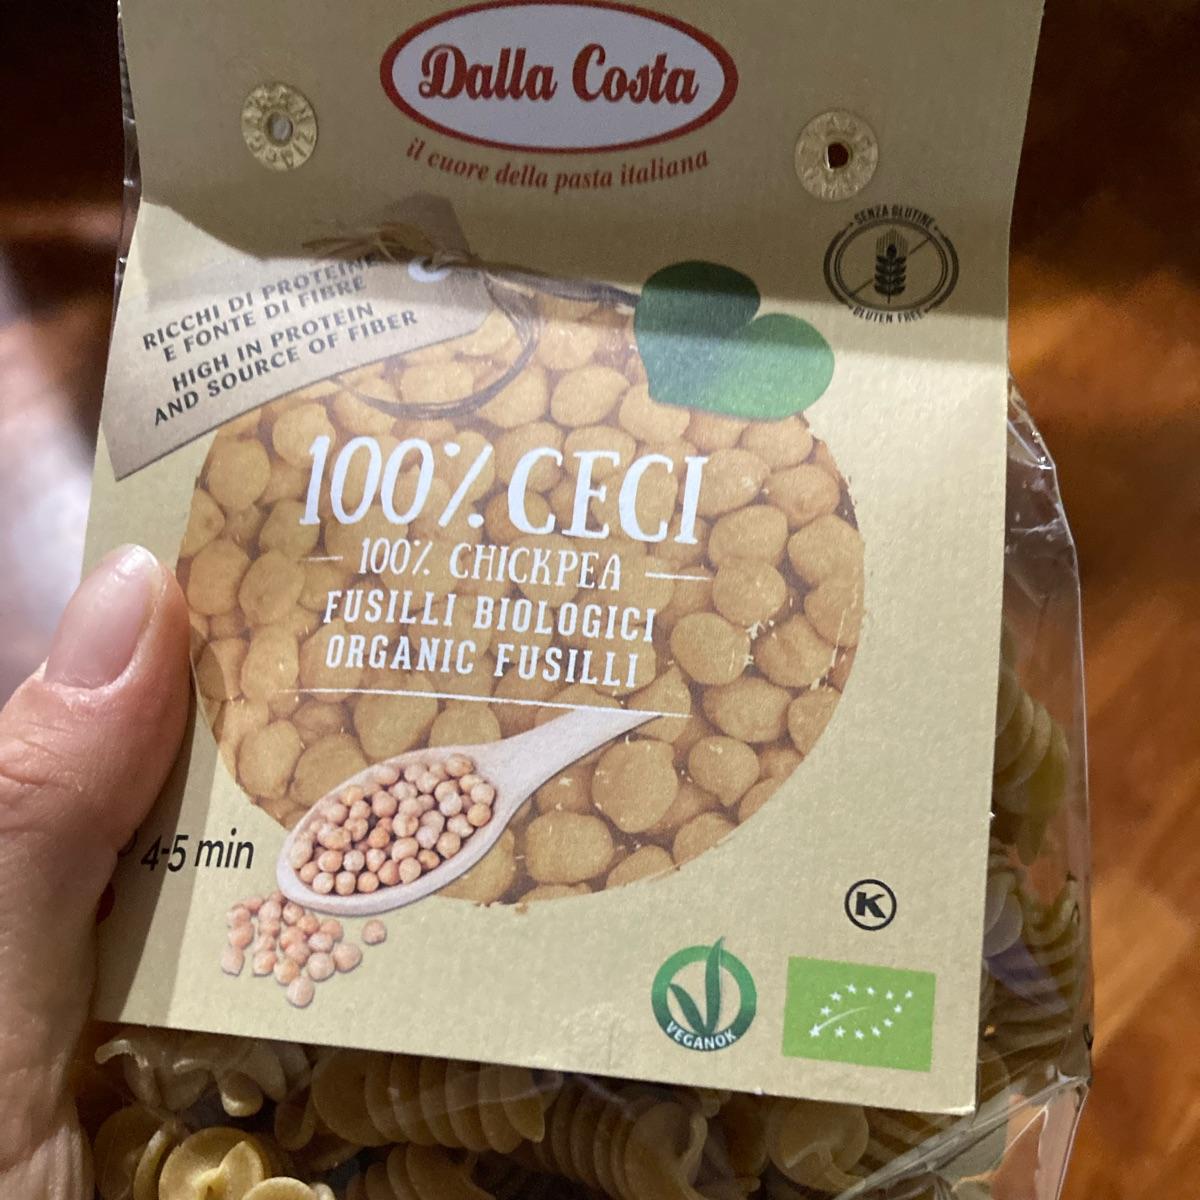 Dalla Costa
il cuore della pasta italiana
SENZA GLUTINE
GLUTEN FREE
RICCHI DI PROTEINE
E FONTE DI FIBRE
HIGH IN PROTEIN
AND SOURCE OF FIBER
100% CECI
100% CHICKPEA
FUSILLI BIOLOGICI
ORGANIC FUSILLI
4-5 min
K
VEGANOK